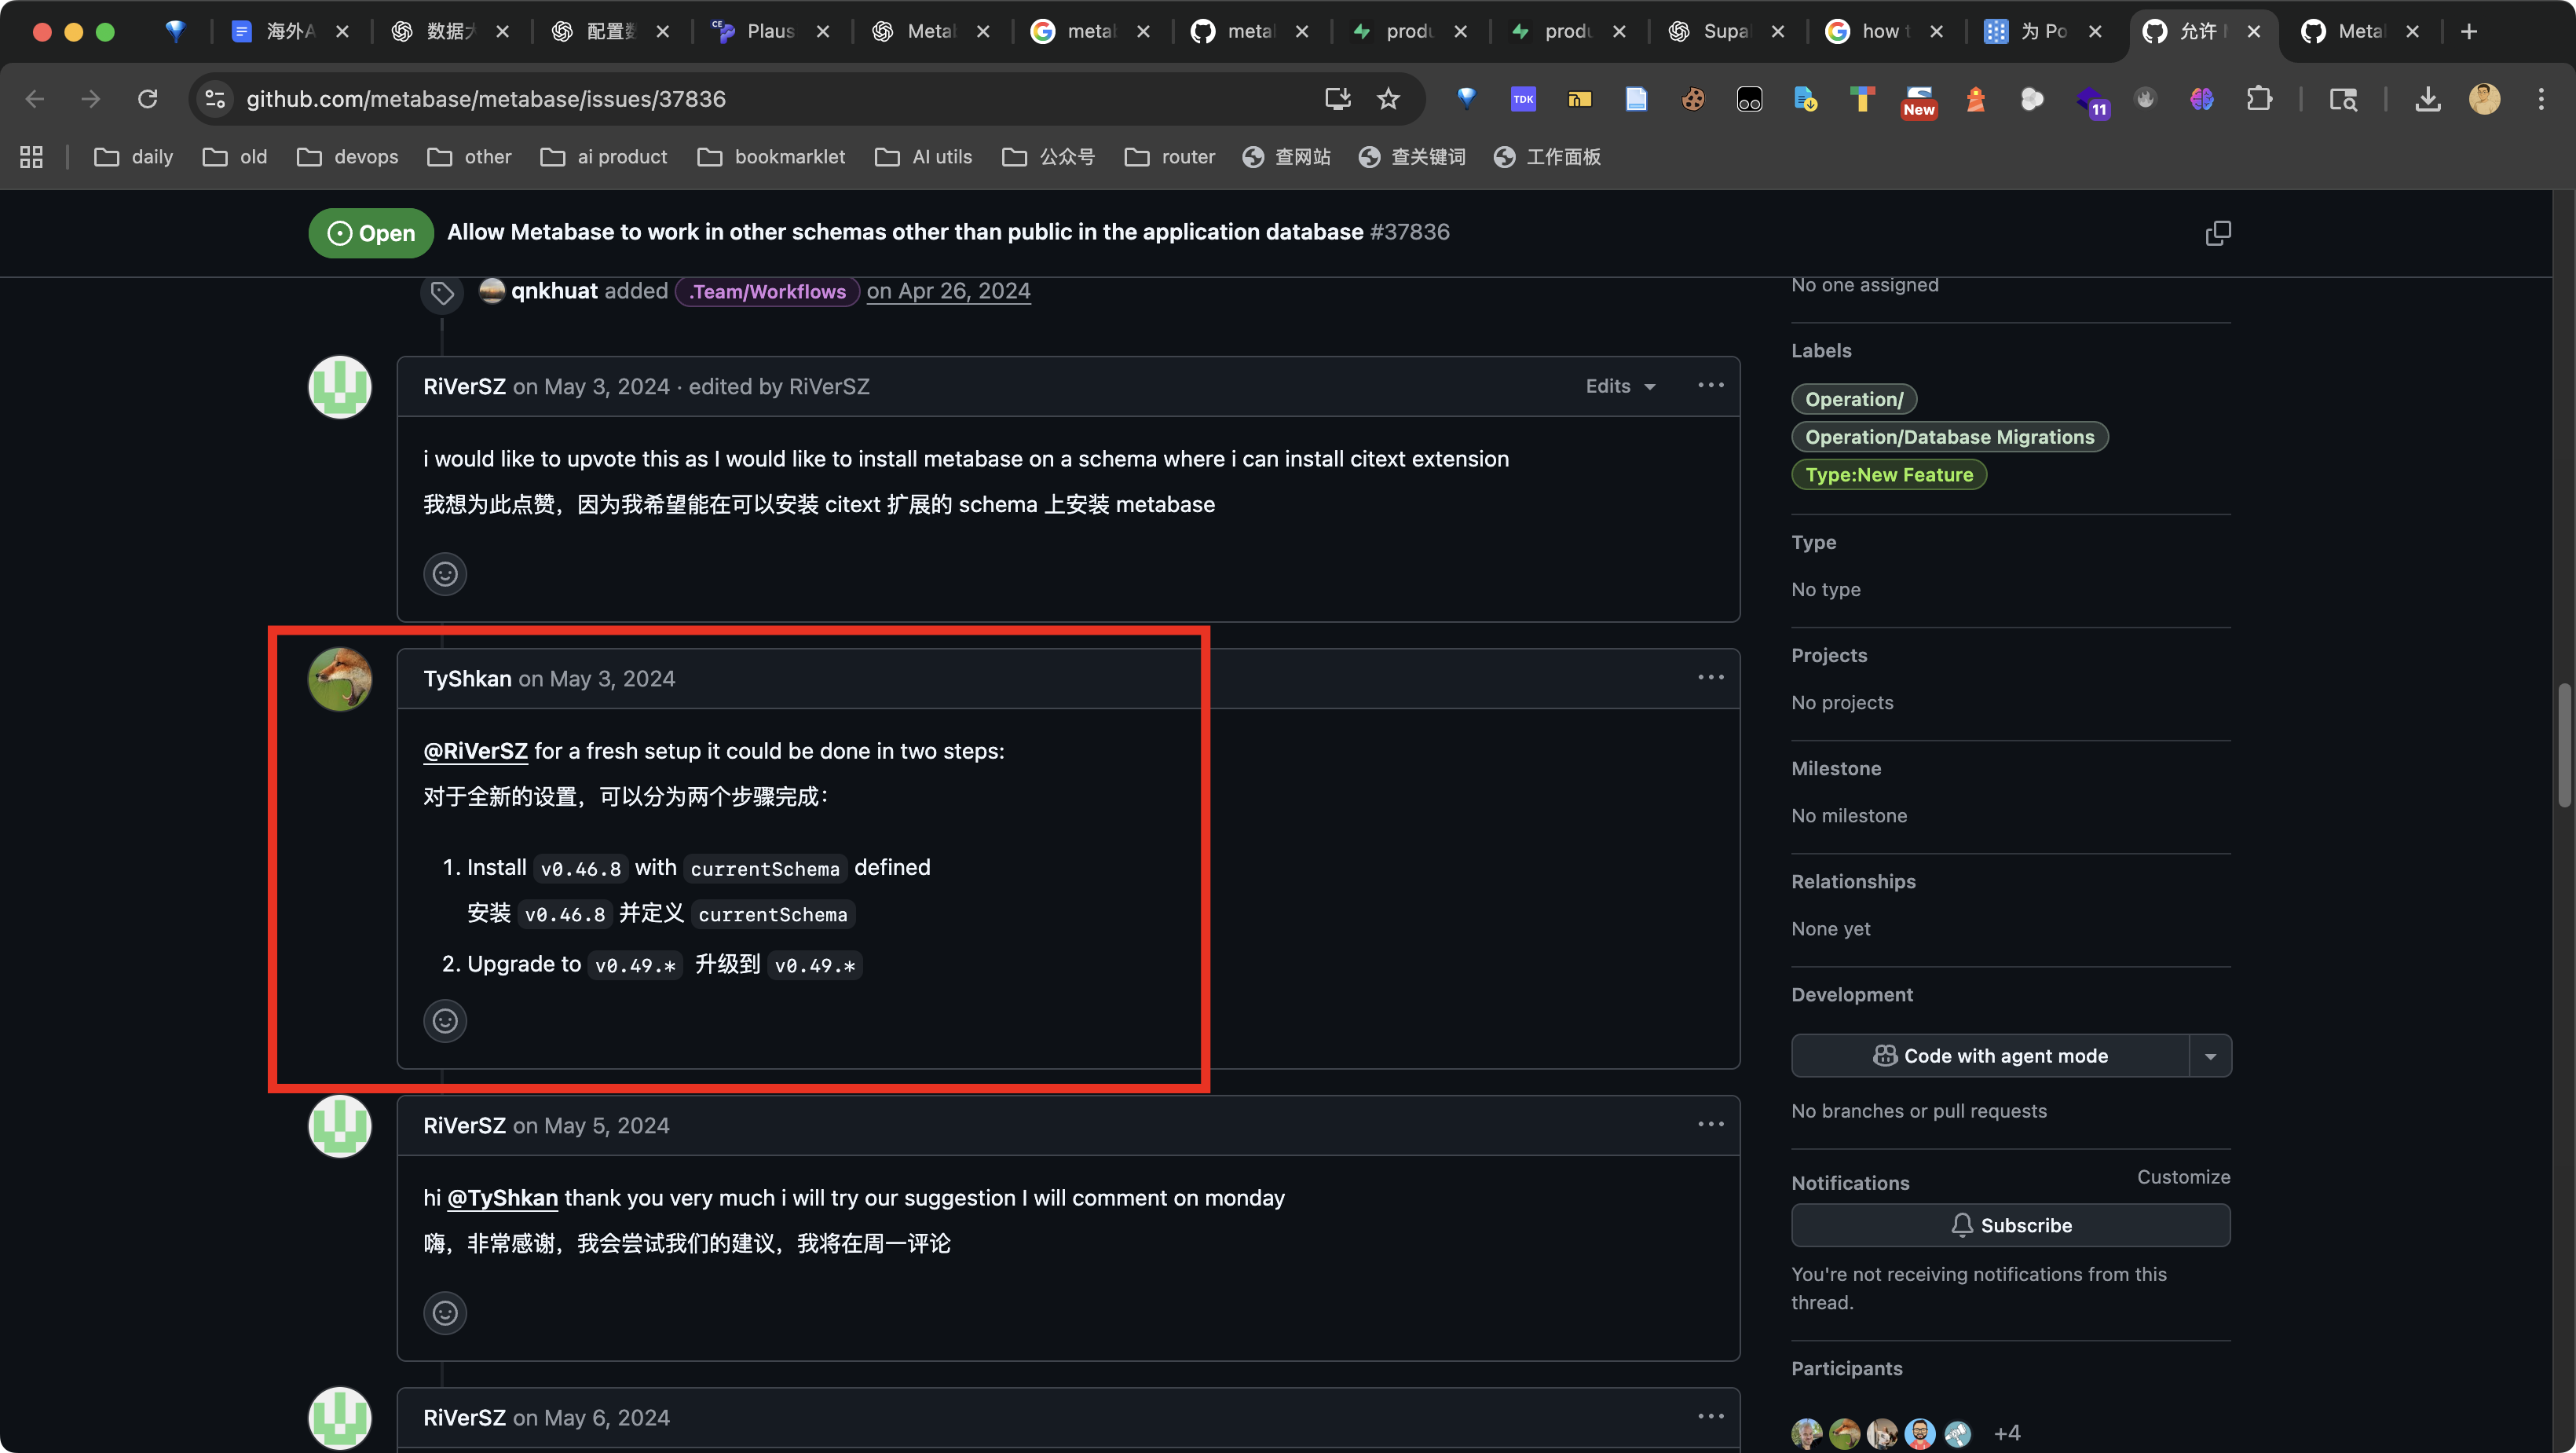 海外A
数据大
配置数
CE
Plaus
Metab
metab
metab
produ
produ
Supab
how t
为 Po
允许 M
Metab
github.com/metabase/metabase/issues/37836
TDK
New
11
daily
old
devops
other
ai product
bookmarklet
AI utils
公众号
router
查网站
查关键词
工作面板
Open
Allow Metabase to work in other schemas other than public in the application database #37836
qnkhuat added .Team/Workflows on Apr 26, 2024
RiVerSZ on May 3, 2024 · edited by RiVerSZ
Edits
i would like to upvote this as I would like to install metabase on a schema where i can install citext extension
我想为此点赞，因为我希望能在可以安装 citext 扩展的 schema 上安装 metabase
TyShkan on May 3, 2024
@RiVerSZ for a fresh setup it could be done in two steps:
对于全新的设置，可以分为两个步骤完成：
1. Install v0.46.8 with currentSchema defined
安装 v0.46.8 并定义 currentSchema
2. Upgrade to v0.49.* 升级到 v0.49.*
RiVerSZ on May 5, 2024
hi @TyShkan thank you very much i will try our suggestion I will comment on monday
嗨，非常感谢，我会尝试我们的建议，我将在周一评论
RiVerSZ on May 6, 2024
No one assigned
Labels
Operation/
Operation/Database Migrations
Type:New Feature
Type
No type
Projects
No projects
Milestone
No milestone
Relationships
None yet
Development
Code with agent mode
No branches or pull requests
Notifications
Customize
Subscribe
You're not receiving notifications from this
thread.
Participants
+4